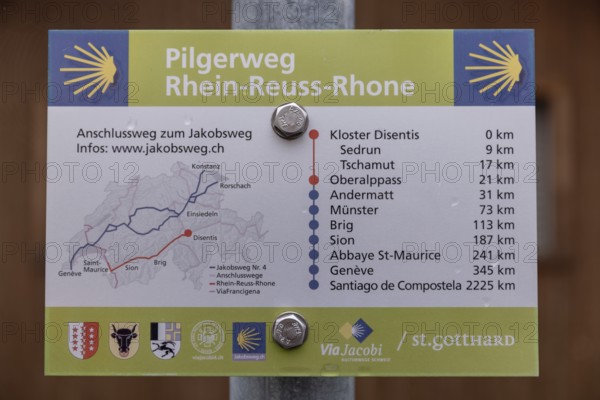 Pilgerweg
Rhein-Reuss-Rhone
Anschlussweg zum Jakobsweg
Infos: www.jakobsweg.ch
Konstanz
Rorschach
Einsiedeln
Disentis
Brig
Sion
Saint-
Maurice
Genève
Jakobsweg Nr. 4
Anschlusswege
Rhein-Reuss-Rhone
ViaFrancigena
Kloster Disentis 0 km
Sedrun 9 km
Tschamut 17 km
Oberalppass 21 km
Andermatt 31 km
Münster 73 km
Brig 113 km
Sion 187 km
Abbaye St-Maurice 241 km
Genève 345 km
Santiago de Compostela 2225 km
jakobsweg.ch
ViaJacobi
/ st.gotthard